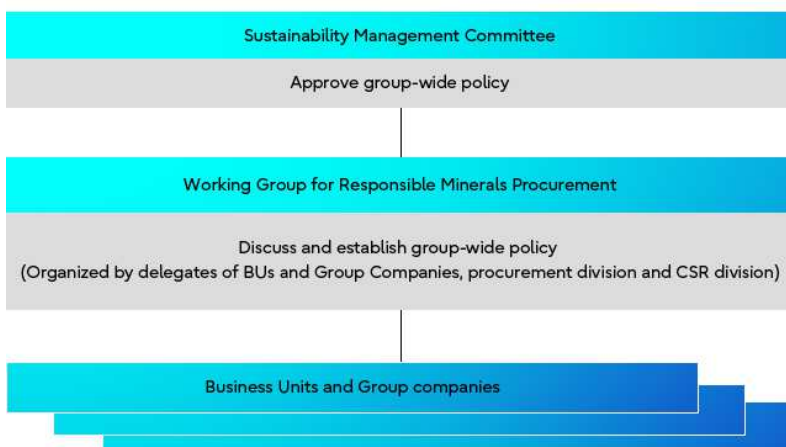 Sustainability Management Committee
Approve group-wide policy
Working Group for Responsible Minerals Procurement
Discuss and establish group-wide policy
(Organized by delegates of BUs and Group Companies, procurement division and CSR division)
Business Units and Group companies